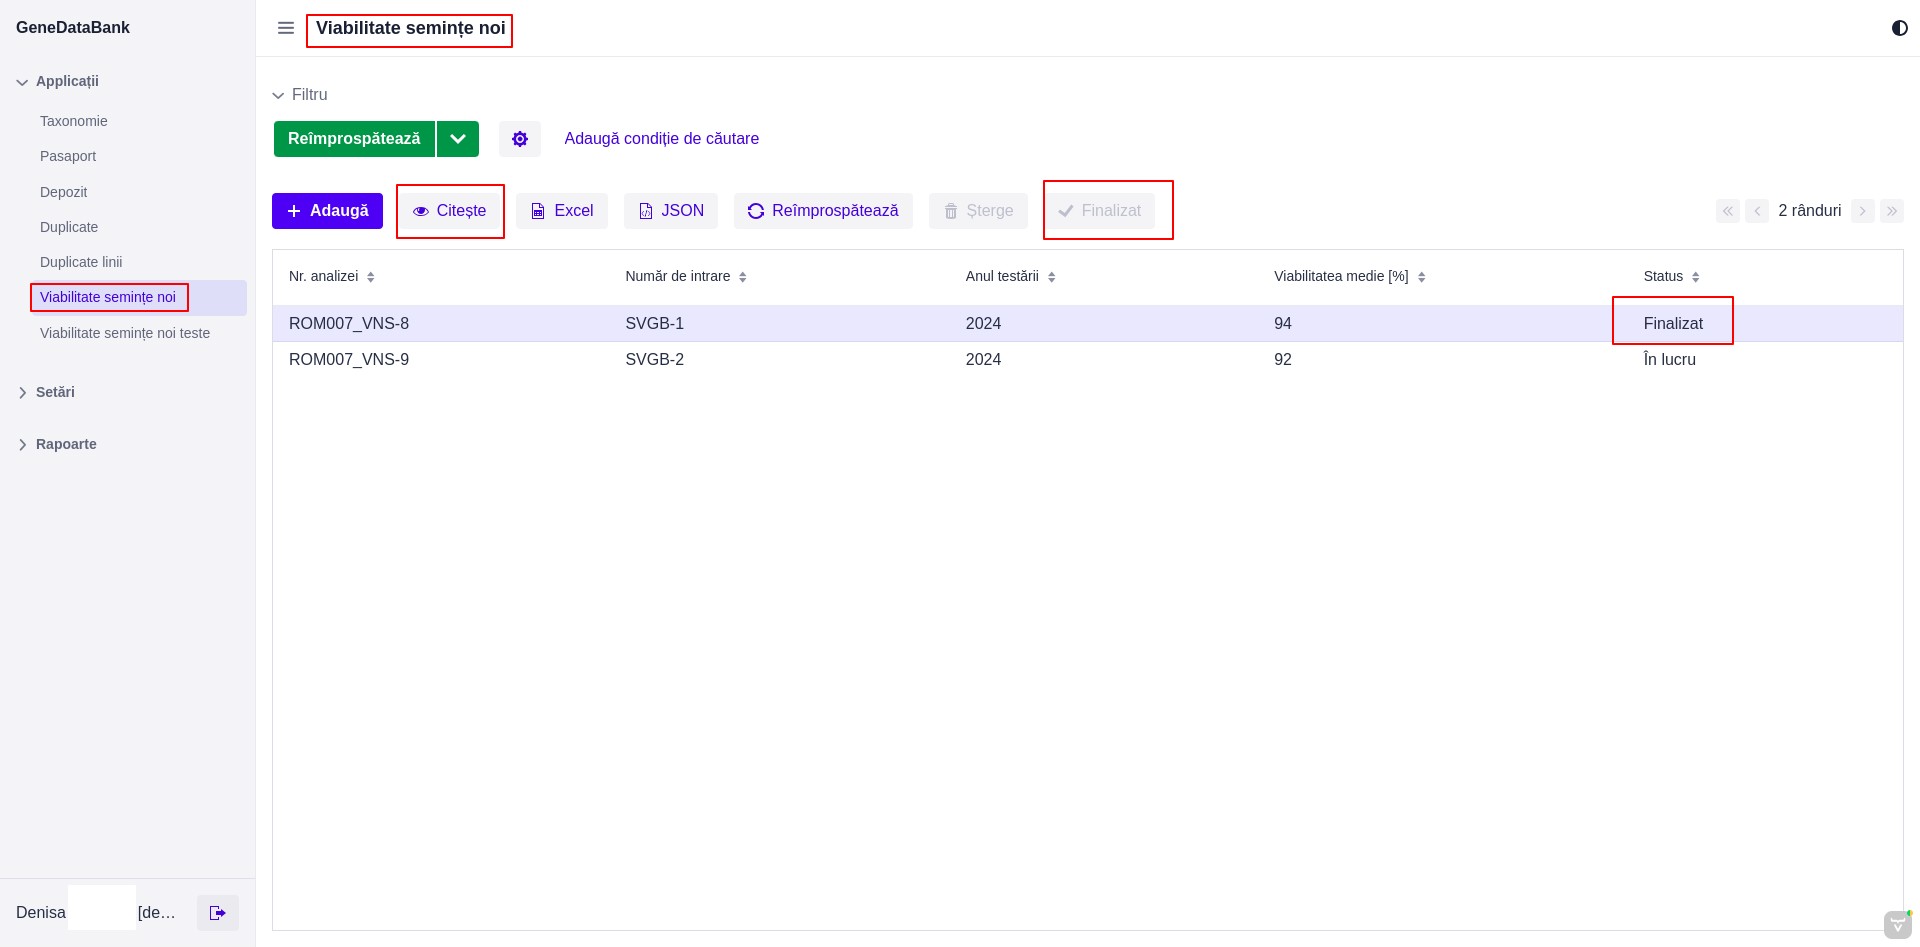 GeneDataBank
Applicații
Taxonomie
Pasaport
Depozit
Duplicate
Duplicate linii
Viabilitate semințe noi
Viabilitate semințe noi teste
Setări
Rapoarte
Denisa [de…
Viabilitate semințe noi
Filtru
Reîmprospătează
Adaugă condiție de căutare
Adaugă Citește Excel JSON Reîmprospătează Șterge Finalizat 2 rânduri
Nr. analizei Număr de intrare Anul testării Viabilitatea medie [%] Status
ROM007_VNS-8 SVGB-1 2024 94 Finalizat
ROM007_VNS-9 SVGB-2 2024 92 În lucru